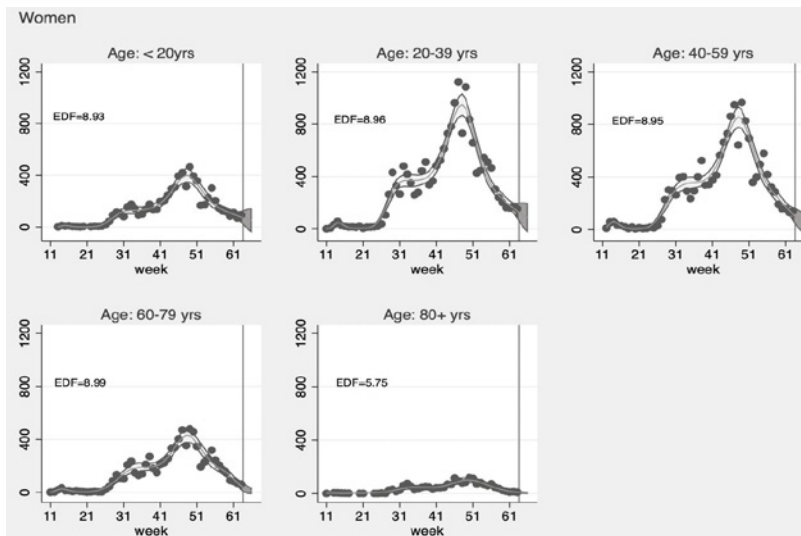 Women
Age: < 20yrs
Age: 20-39 yrs
Age: 40-59 yrs
1200
800
400
0
EDF=8.93
11 21 31 41 51 61
week
1200
800
400
0
EDF=8.96
11 21 31 41 51 61
week
1200
800
400
0
EDF=8.95
11 21 31 41 51 61
week
Age: 60-79 yrs
Age: 80+ yrs
1200
800
400
0
EDF=8.99
11 21 31 41 51 61
week
1200
800
400
0
EDF=5.75
11 21 31 41 51 61
week